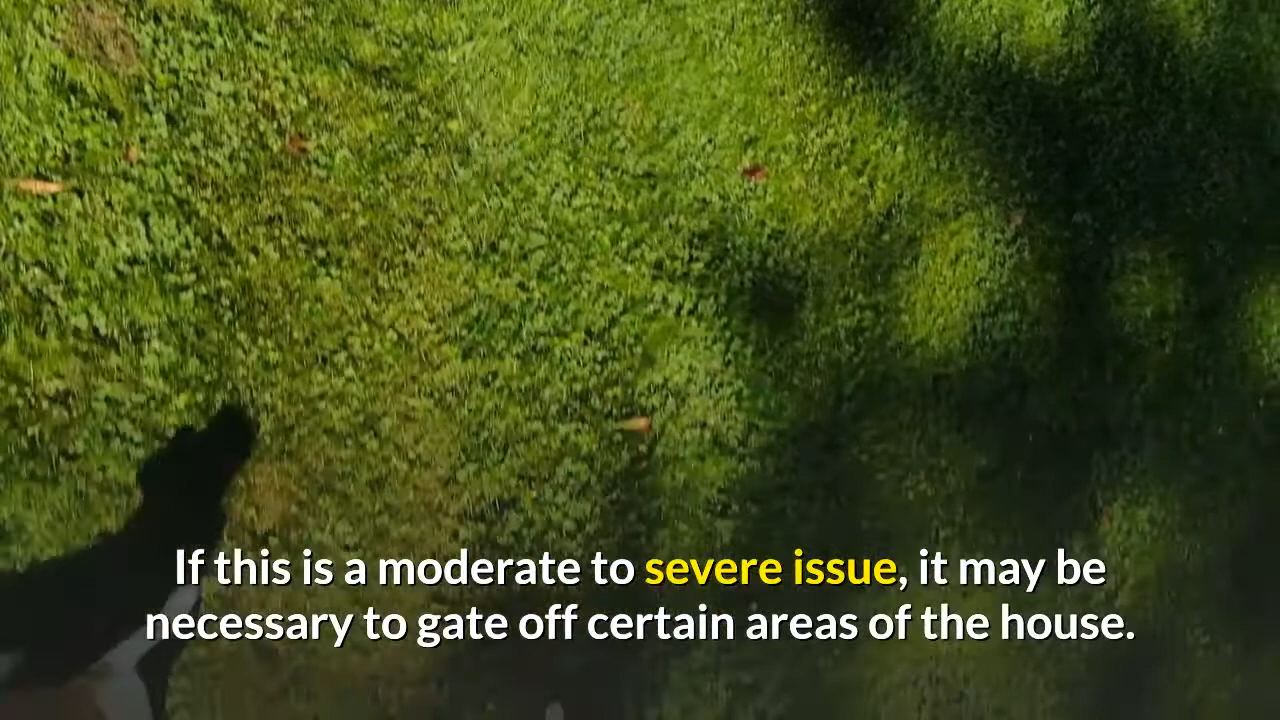 If this is a moderate to severe issue, it may be
necessary to gate off certain areas of the house.